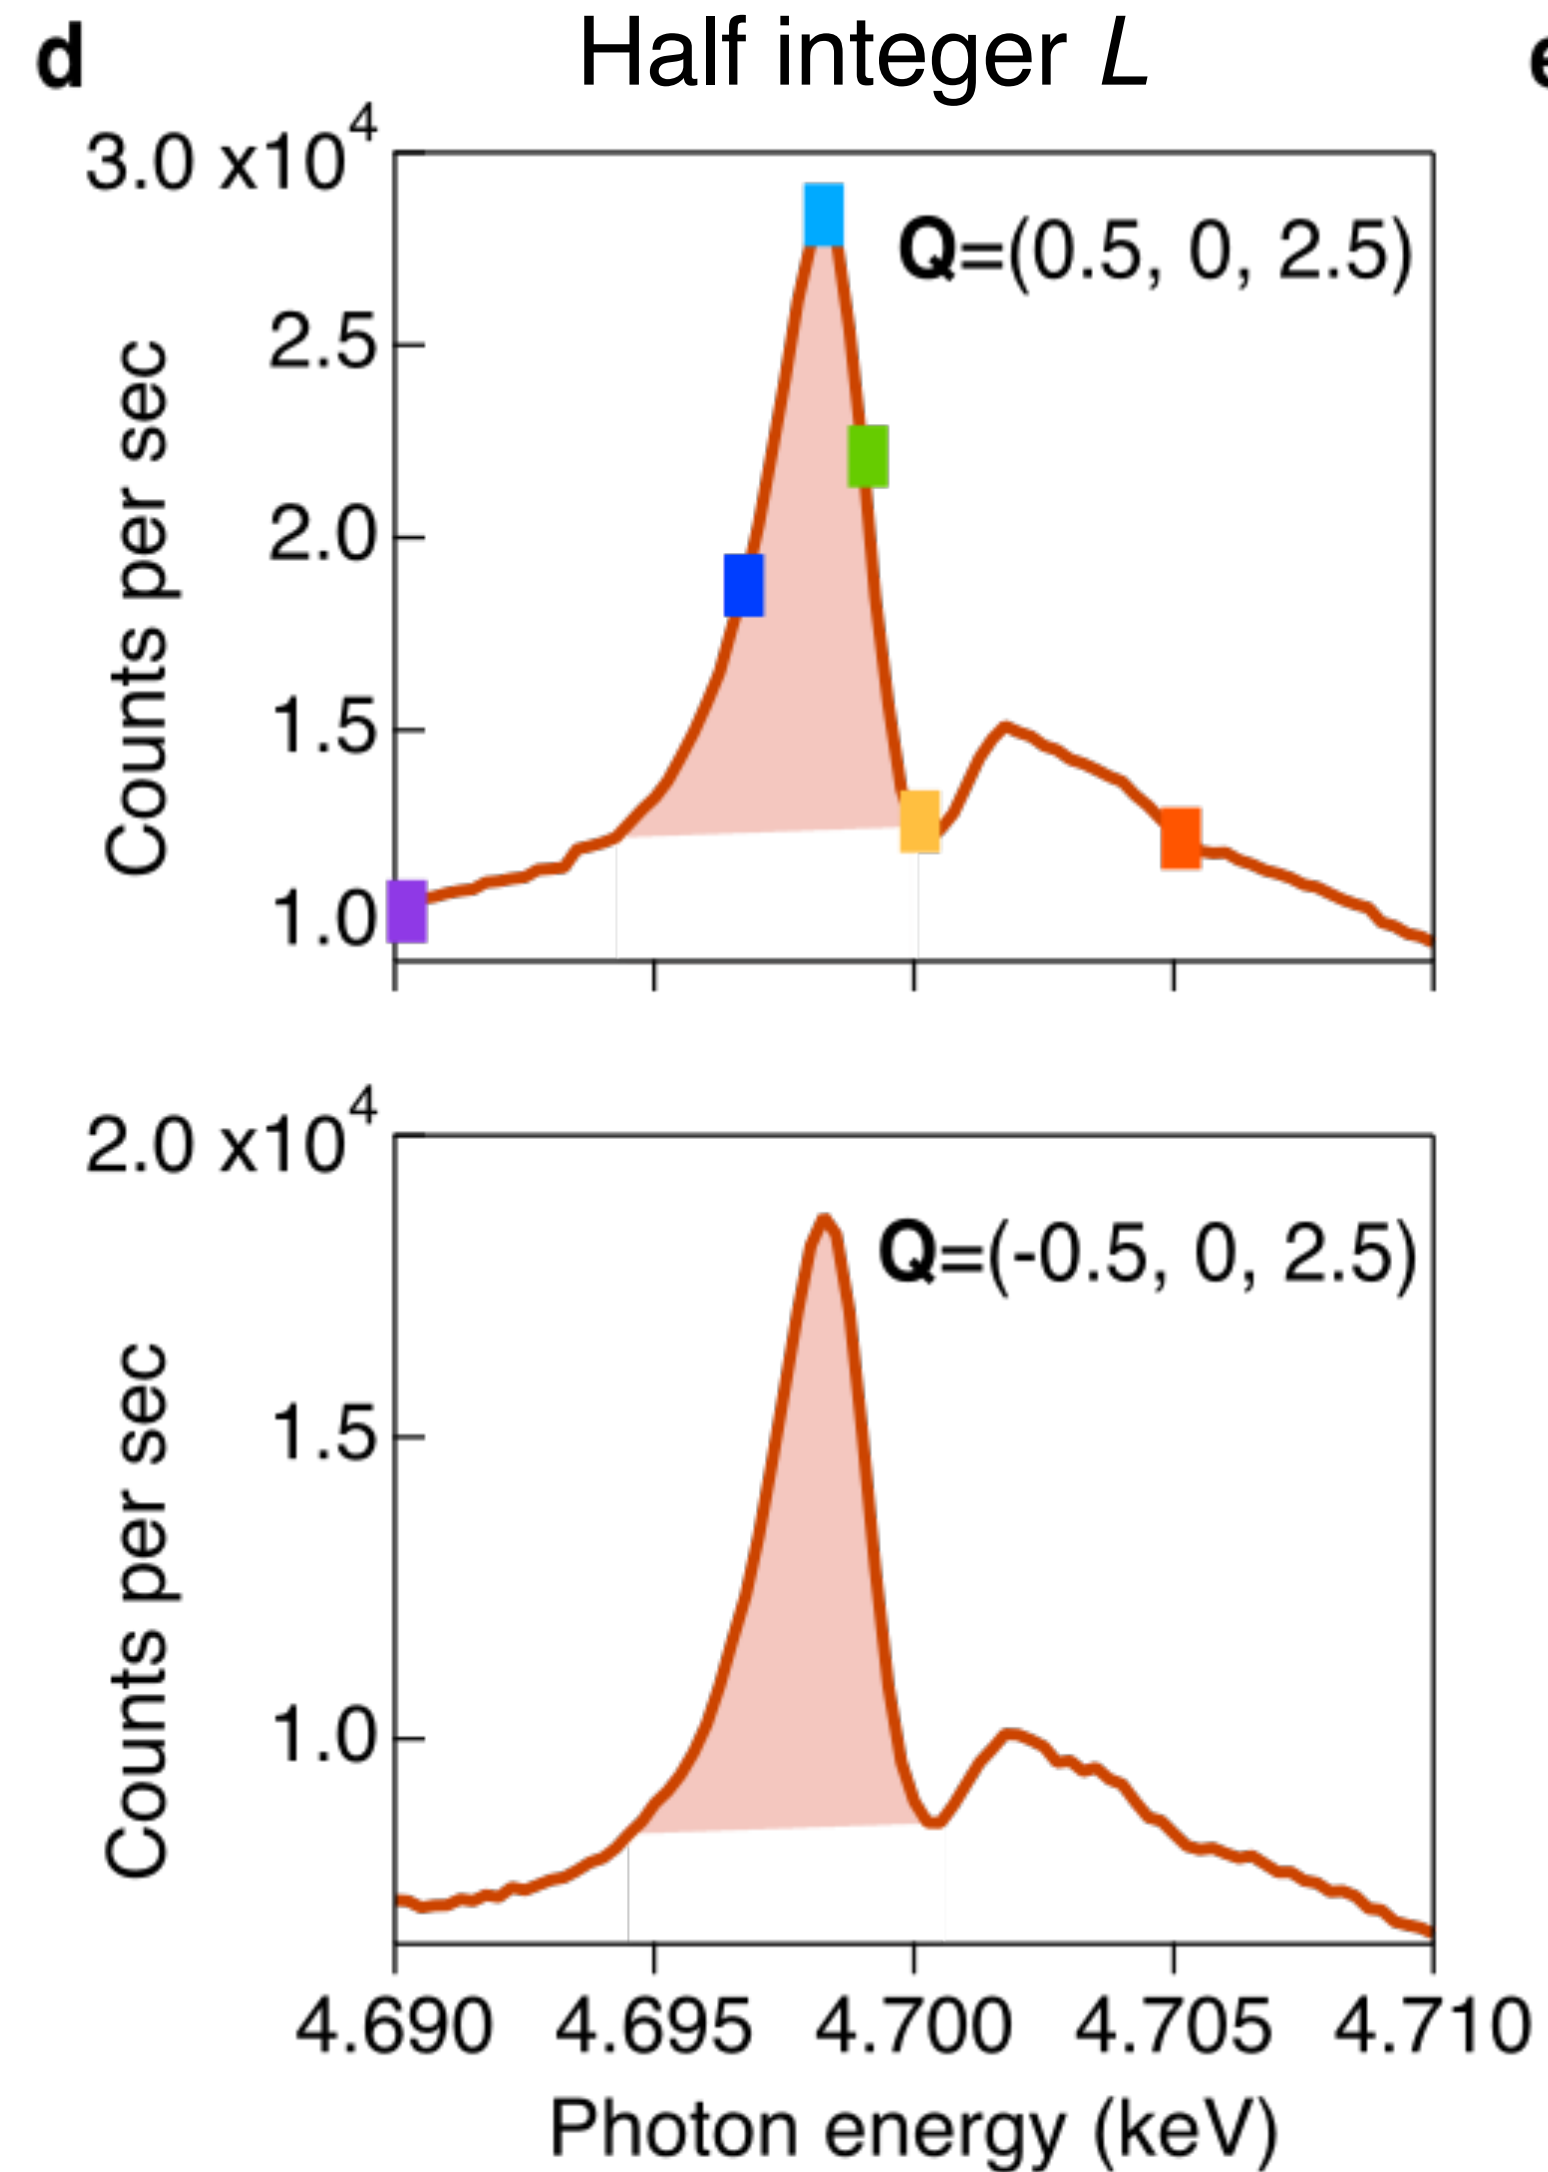 d
Half integer L
3.0 x10^4
Q=(0.5, 0, 2.5)
2.5
2.0
1.5
1.0
Counts per sec
2.0 x10^4
Q=(-0.5, 0, 2.5)
1.5
1.0
Counts per sec
4.690 4.695 4.700 4.705 4.710
Photon energy (keV)